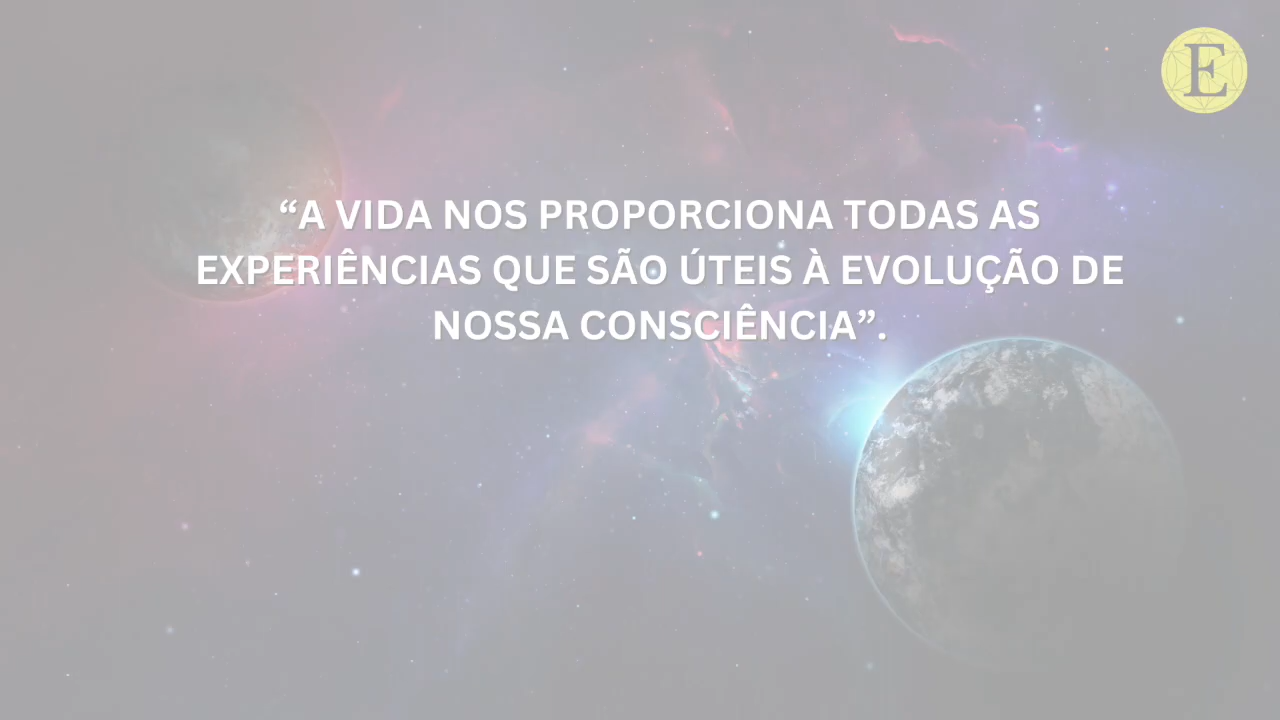 E
“A VIDA NOS PROPORCIONA TODAS AS
EXPERIÊNCIAS QUE SÃO ÚTEIS À EVOLUÇÃO DE
NOSSA CONSCIÊNCIA”.